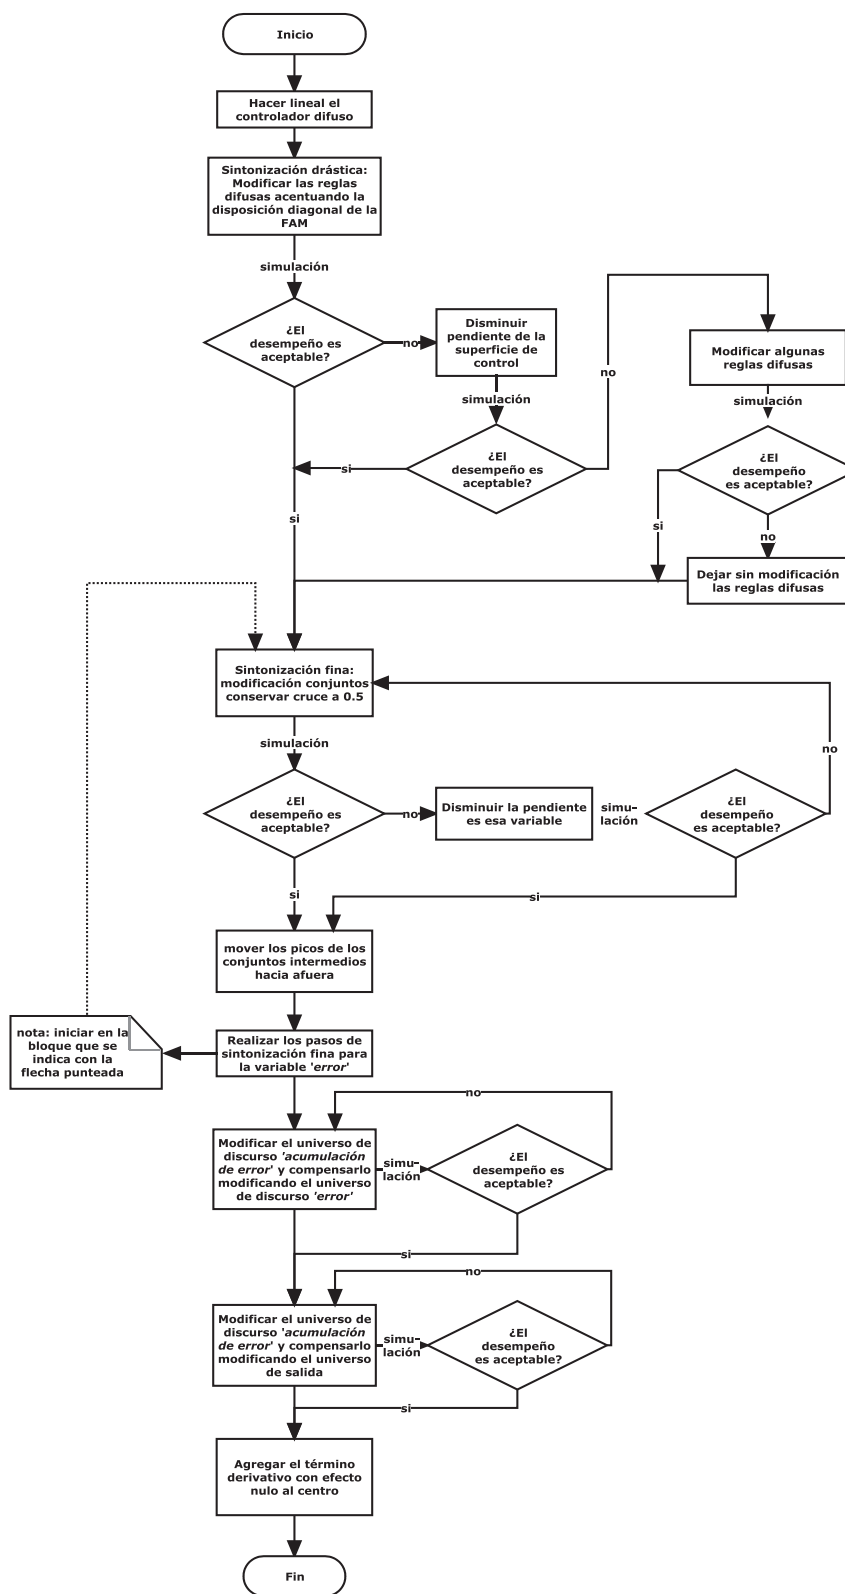 Inicio
Hacer lineal el
controlador difuso
Sintonización drástica:
Modificar las reglas
difusas acentuando la
disposición diagonal de la
FAM
simulación
¿El
desempeño es
aceptable?
no
Disminuir
pendiente de la
superficie de
control
simulación
¿El
desempeño es
aceptable?
si
no
Modificar algunas
reglas difusas
simulación
¿El
desempeño
es aceptable?
si
no
Dejar sin modificación
las reglas difusas
si
Sintonización fina:
modificación conjuntos
conservar cruce a 0.5
simulación
¿El
desempeño es
aceptable?
no
Disminuir la pendiente
es esa variable
simu-
lación
¿El
desempeño
es aceptable?
no
si
si
mover los picos de los
conjuntos intermedios
hacia afuera
Realizar los pasos de
sintonización fina para
la variable 'error'
nota: iniciar en la
bloque que se
indica con la
flecha punteada
Modificar el universo de
discurso 'acumulación
de error' y compensarlo
modificando el universo
de discurso 'error'
simu-
lación
¿El
desempeño es
aceptable?
no
si
Modificar el universo de
discurso 'acumulación
de error' y compensarlo
modificando el universo
de salida
simu-
lación
¿El
desempeño
es aceptable?
no
si
Agregar el término
derivativo con efecto
nulo al centro
Fin